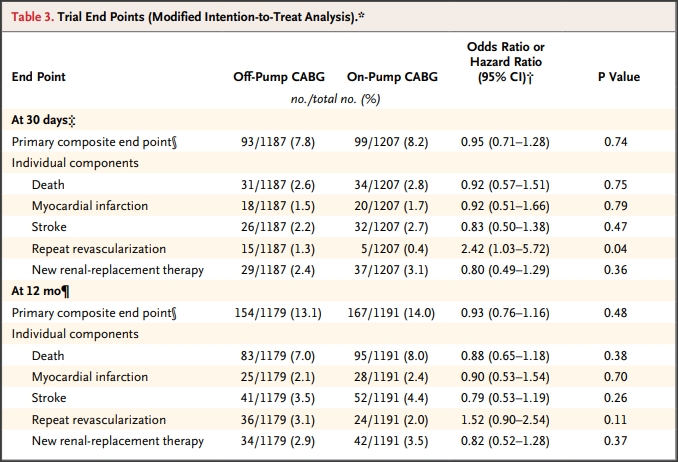 Table 3. Trial End Points (Modified Intention-to-Treat Analysis).*
End Point Off-Pump CABG On-Pump CABG Odds Ratio or Hazard Ratio (95% CI)† P Value
no./total no. (%)
At 30 days‡
Primary composite end point§ 93/1187 (7.8) 99/1207 (8.2) 0.95 (0.71–1.28) 0.74
Individual components
Death 31/1187 (2.6) 34/1207 (2.8) 0.92 (0.57–1.51) 0.75
Myocardial infarction 18/1187 (1.5) 20/1207 (1.7) 0.92 (0.51–1.66) 0.79
Stroke 26/1187 (2.2) 32/1207 (2.7) 0.83 (0.50–1.38) 0.47
Repeat revascularization 15/1187 (1.3) 5/1207 (0.4) 2.42 (1.03–5.72) 0.04
New renal-replacement therapy 29/1187 (2.4) 37/1207 (3.1) 0.80 (0.49–1.29) 0.36
At 12 mo¶
Primary composite end point§ 154/1179 (13.1) 167/1191 (14.0) 0.93 (0.76–1.16) 0.48
Individual components
Death 83/1179 (7.0) 95/1191 (8.0) 0.88 (0.65–1.18) 0.38
Myocardial infarction 25/1179 (2.1) 28/1191 (2.4) 0.90 (0.53–1.54) 0.70
Stroke 41/1179 (3.5) 52/1191 (4.4) 0.79 (0.53–1.19) 0.26
Repeat revascularization 36/1179 (3.1) 24/1191 (2.0) 1.52 (0.90–2.54) 0.11
New renal-replacement therapy 34/1179 (2.9) 42/1191 (3.5) 0.82 (0.52–1.28) 0.37